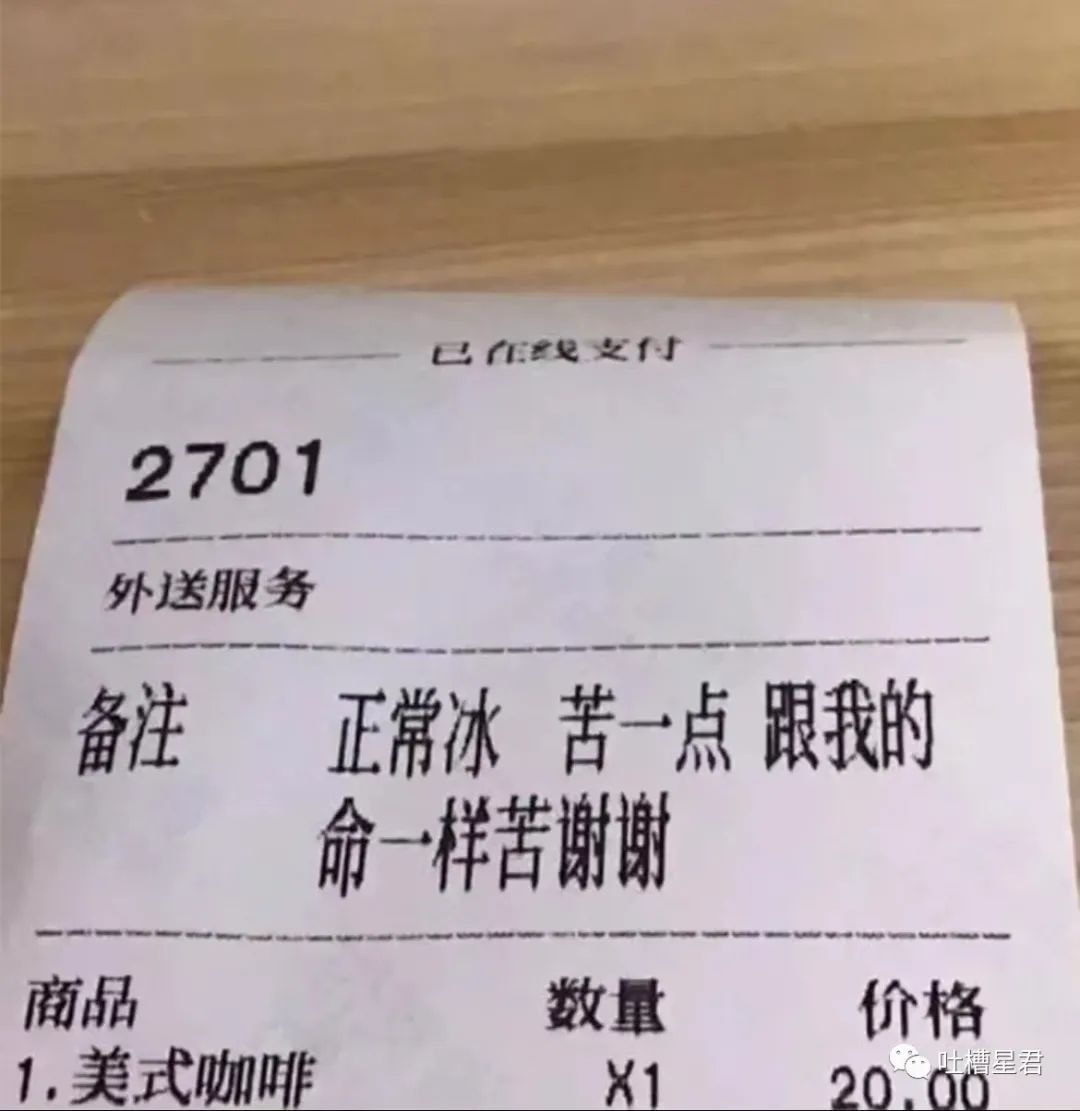 已在线支付
2701
外送服务
备注 正常冰 苦一点 跟我的
命一样苦谢谢
商品 数量 价格
1.美式咖啡 X1 20.00
吐槽星君